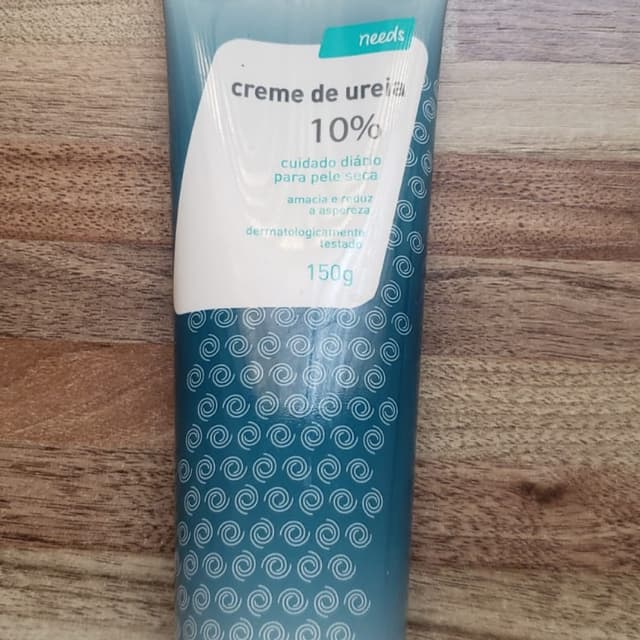 needs
creme de ureia
10%
cuidado diário
para pele seca
amacia e reduz
a aspereza
dermatologicamente
testado
150g